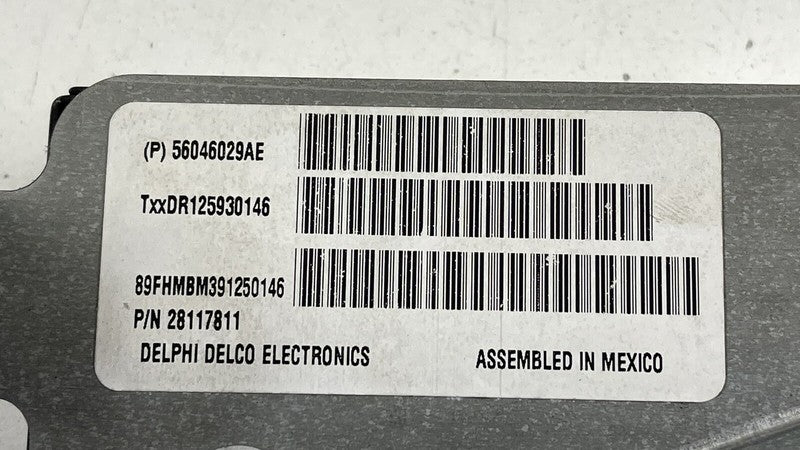 (P) 56046029AE
TxxDR125930146
89FHMBM391250146
P/N 28117811
DELPHI DELCO ELECTRONICS ASSEMBLED IN MEXICO